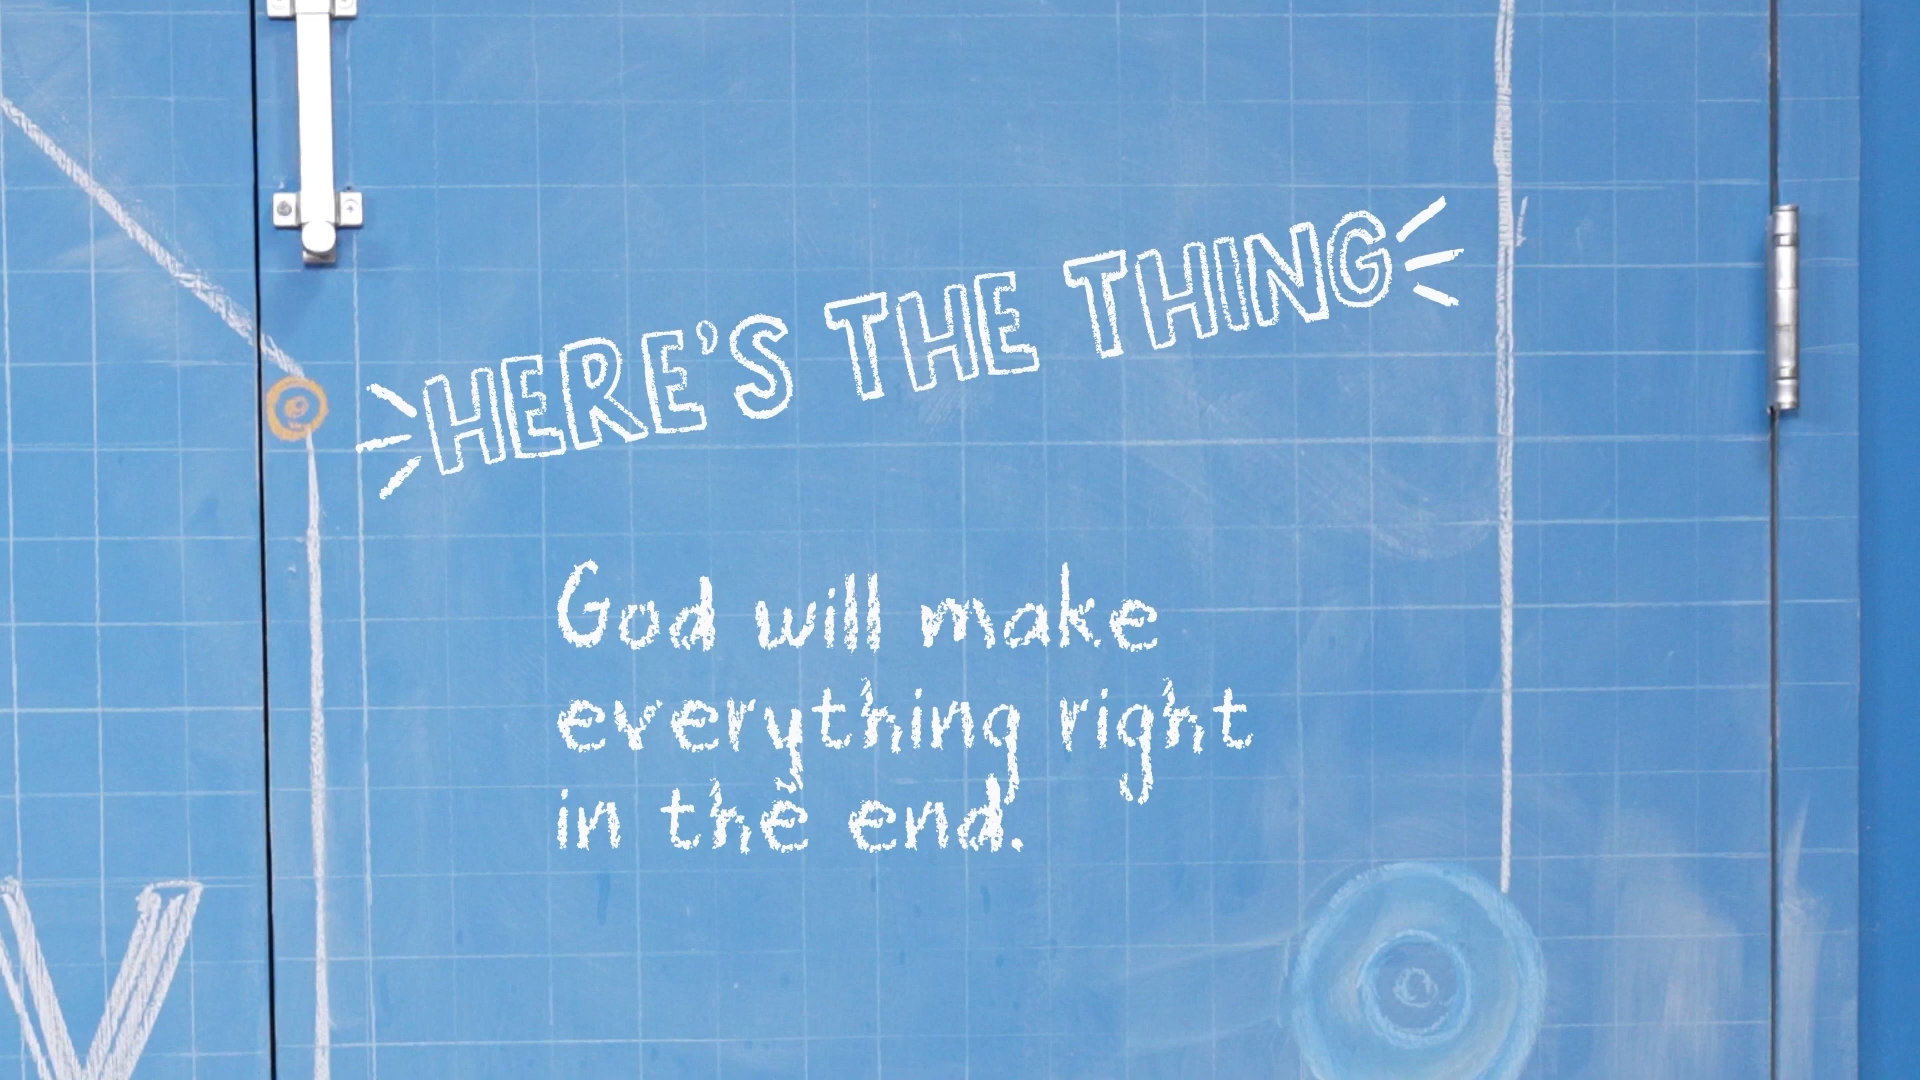 HERE'S THE THING
God will make
everything right
in the end.
V